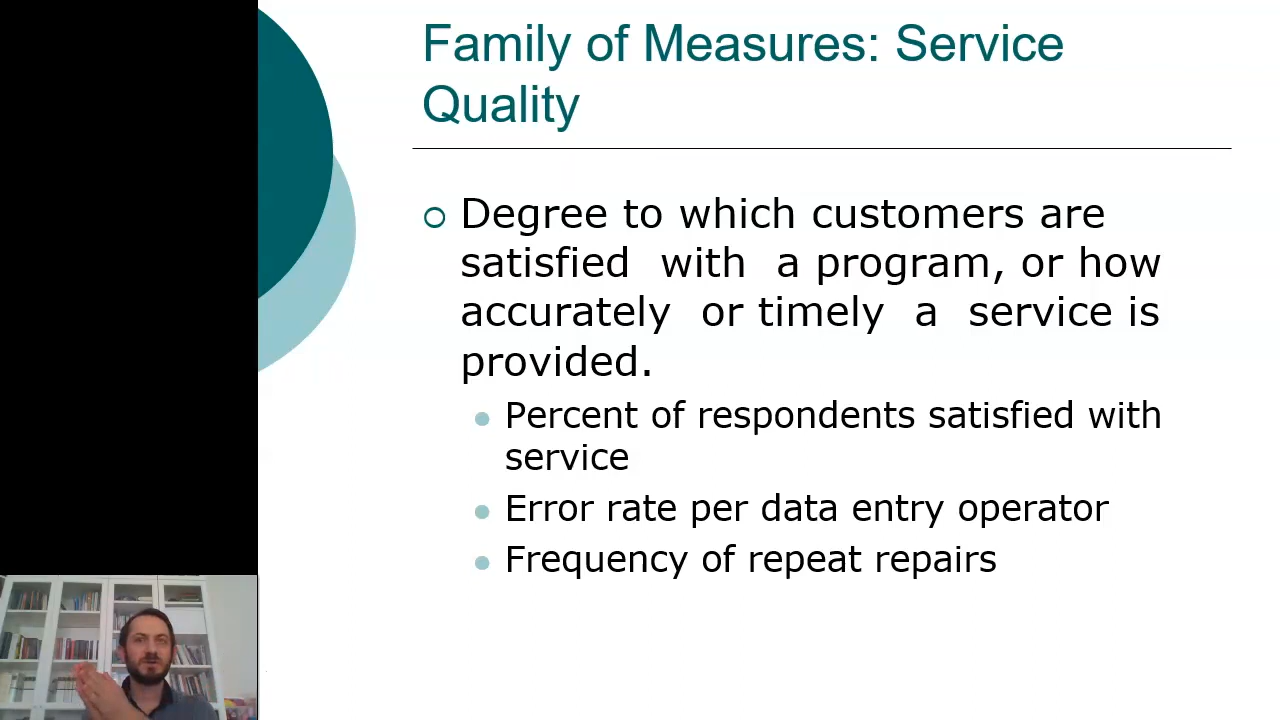 Family of Measures: Service
Quality
Degree to which customers are
satisfied with a program, or how
accurately or timely a service is
provided.
Percent of respondents satisfied with
service
Error rate per data entry operator
Frequency of repeat repairs